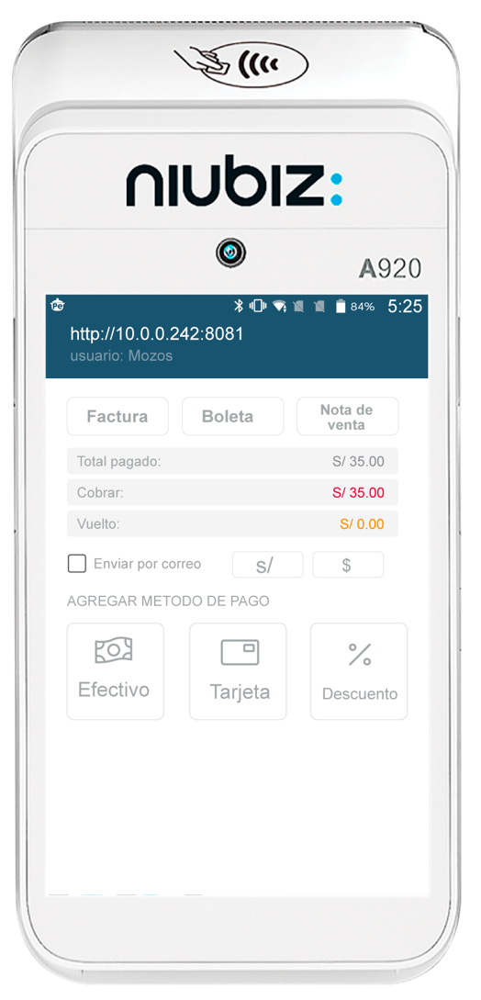 niubiz:
A920
Per
84% 5:25
http://10.0.0.242:8081
usuario: Mozos
Factura
Boleta
Nota de
venta
Total pagado: S/ 35.00
Cobrar: S/ 35.00
Vuelto: S/ 0.00
Enviar por correo
s/
$
AGREGAR METODO DE PAGO
Efectivo
Tarjeta
Descuento